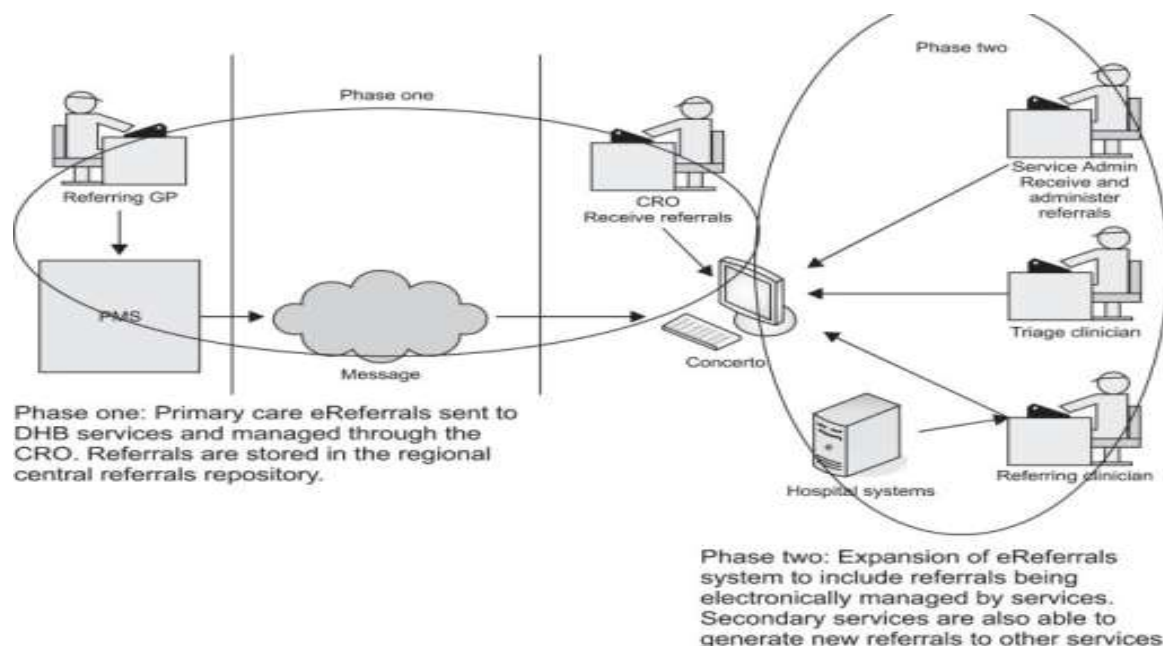 Phase two
Phase one
Referring GP
CRO
Receive referrals
Service Admin
Receive and
administer
referrals
PMS
Message
Concerto
Triage clinician
Hospital systems
Referring clinician
Phase one: Primary care eReferrals sent to
DHB services and managed through the
CRO. Referrals are stored in the regional
central referrals repository.
Phase two: Expansion of eReferrals
system to include referrals being
electronically managed by services.
Secondary services are also able to
generate new referrals to other services